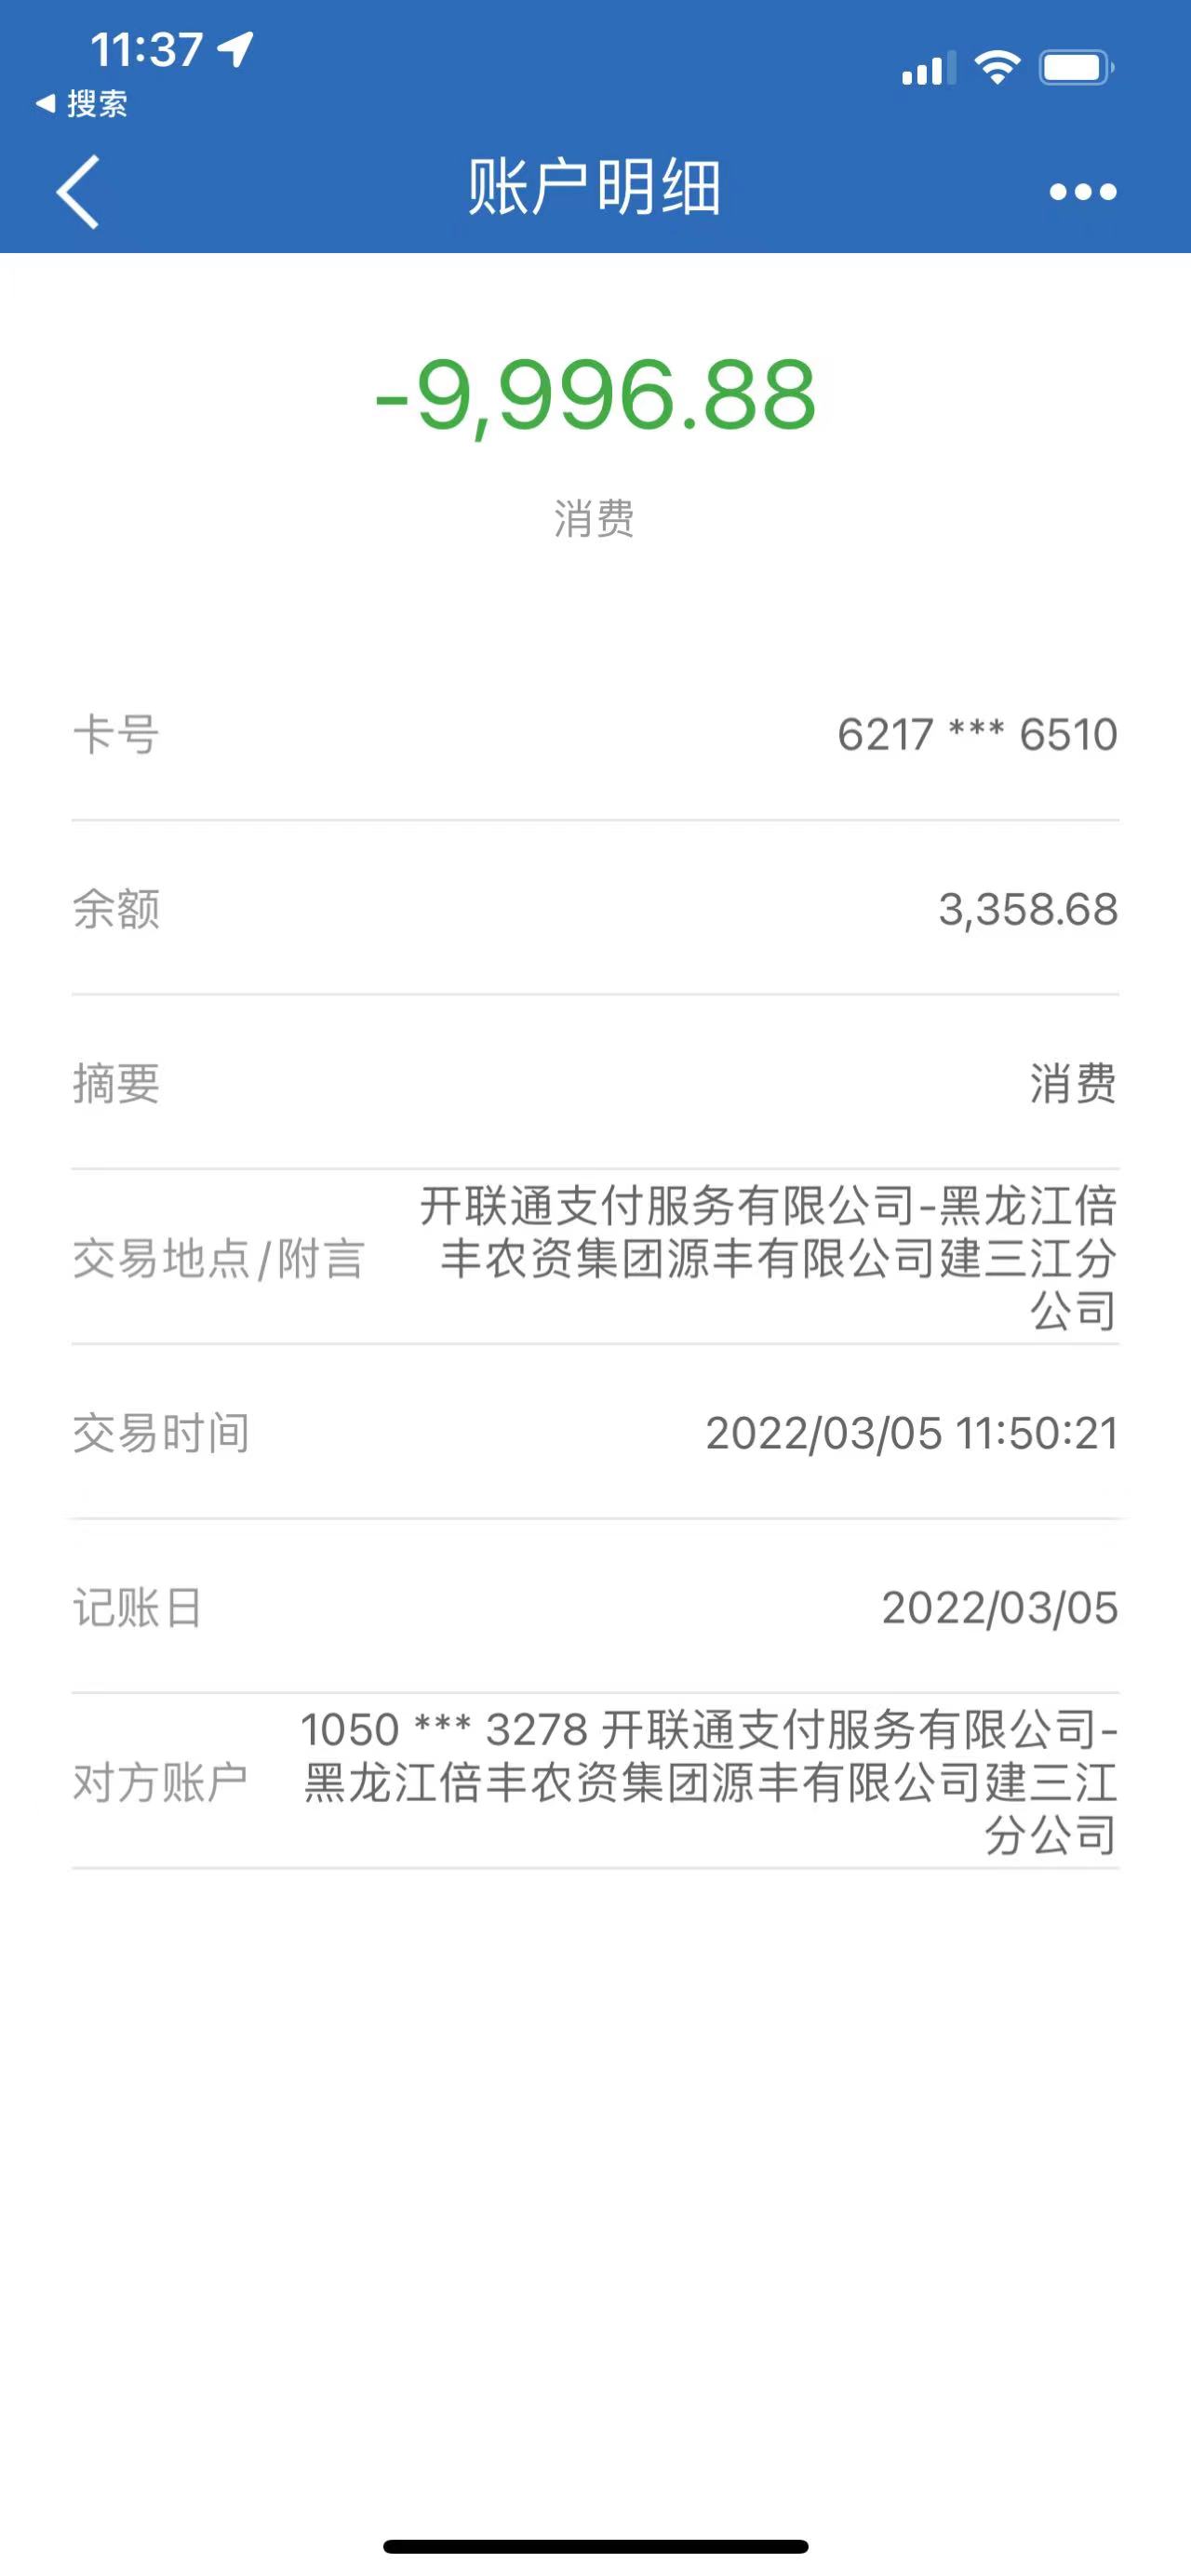 11:37
搜索
账户明细
-9,996.88
消费
卡号 6217 *** 6510
余额 3,358.68
摘要 消费
开联通支付服务有限公司-黑龙江倍
交易地点/附言 丰农资集团源丰有限公司建三江分
公司
交易时间 2022/03/05 11:50:21
记账日 2022/03/05
1050 *** 3278 开联通支付服务有限公司-
对方账户 黑龙江倍丰农资集团源丰有限公司建三江
分公司